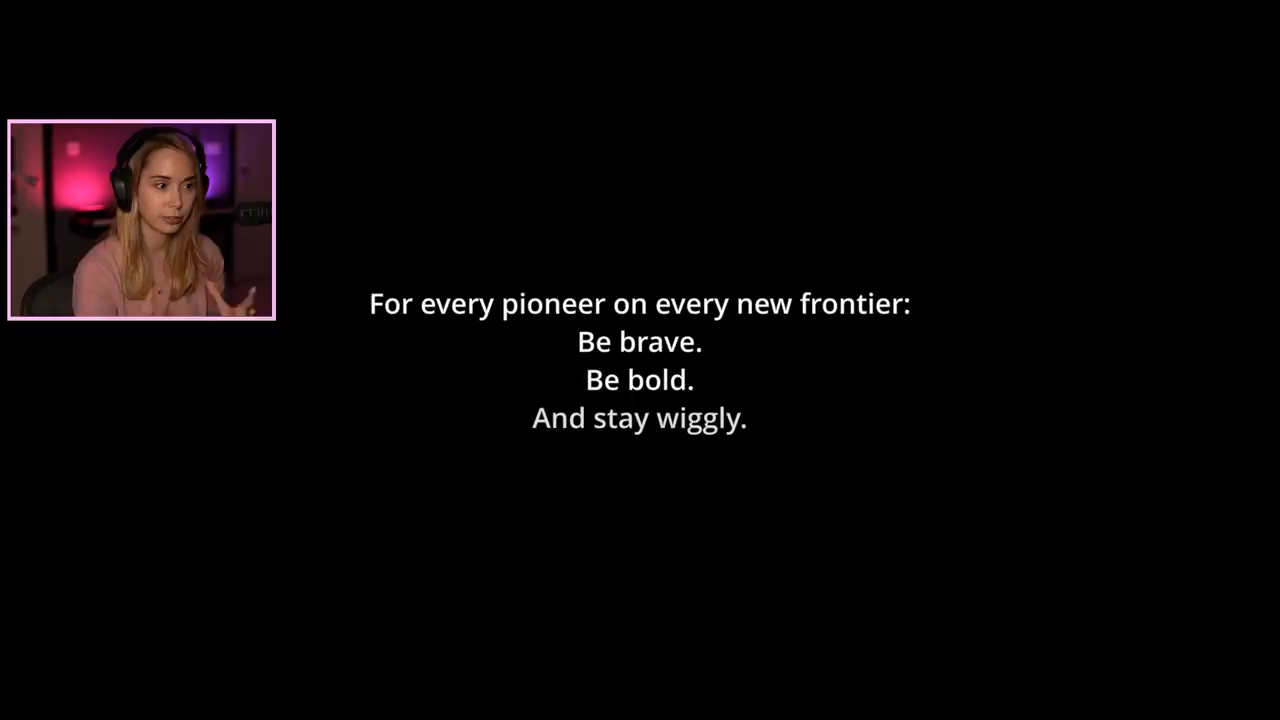 For every pioneer on every new frontier:
Be brave.
Be bold.
And stay wiggly.